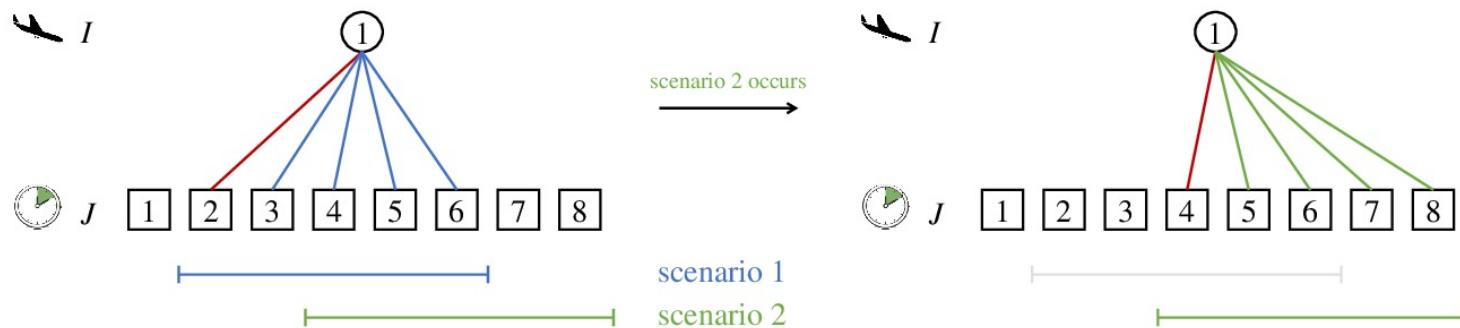 I 1
scenario 2 occurs
I 1
J 1 2 3 4 5 6 7 8
J 1 2 3 4 5 6 7 8
scenario 1
scenario 2